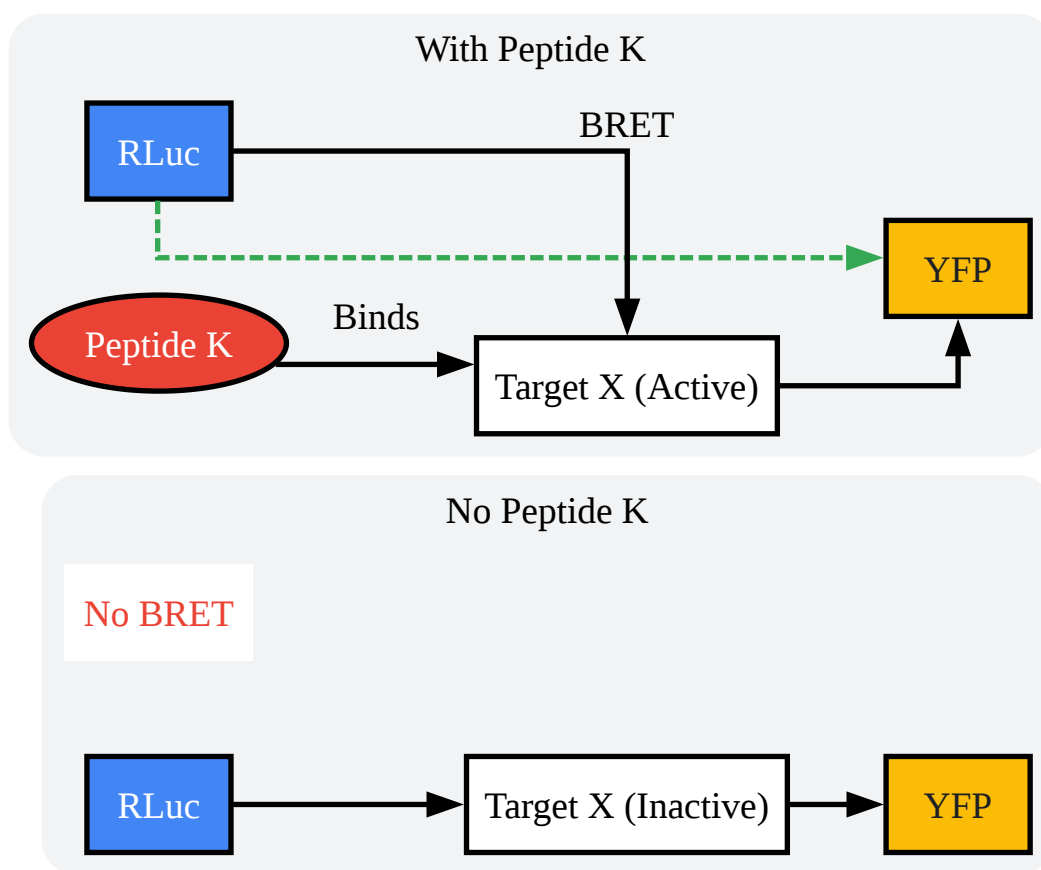 With Peptide K
BRET
RLuc
YFP
Binds
Peptide K
Target X (Active)
No Peptide K
No BRET
RLuc
Target X (Inactive)
YFP